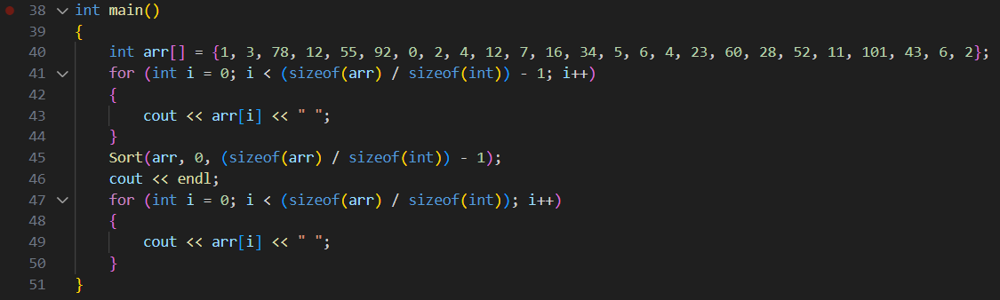 38 int main()
39 {
40 int arr[] = {1, 3, 78, 12, 55, 92, 0, 2, 4, 12, 7, 16, 34, 5, 6, 4, 23, 60, 28, 52, 11, 101, 43, 6, 2};
41 for (int i = 0; i < (sizeof(arr) / sizeof(int)) - 1; i++)
42 {
43 cout << arr[i] << " ";
44 }
45 Sort(arr, 0, (sizeof(arr) / sizeof(int)) - 1);
46 cout << endl;
47 for (int i = 0; i < (sizeof(arr) / sizeof(int)); i++)
48 {
49 cout << arr[i] << " ";
50 }
51 }